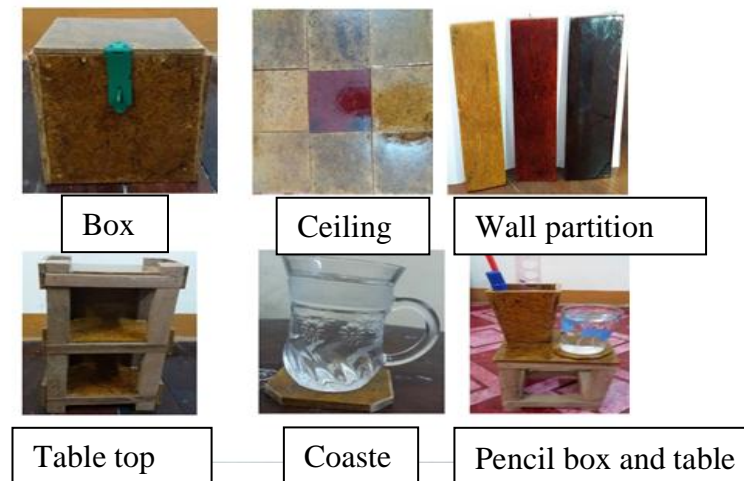 Box
Ceiling
Wall partition
Table top
Coaste
Pencil box and table